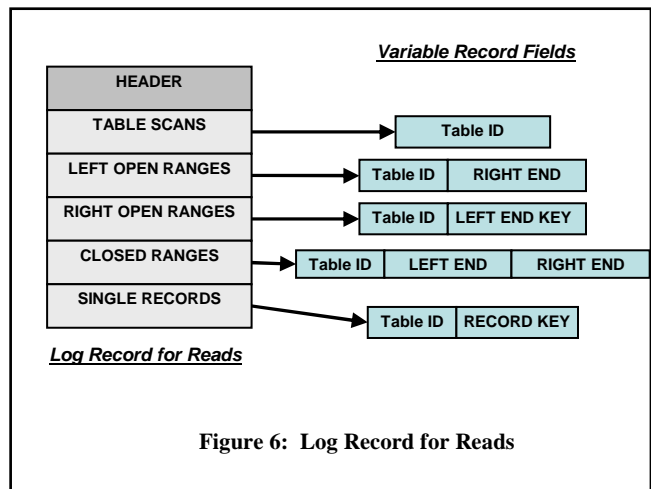 Variable Record Fields
HEADER
TABLE SCANS
Table ID
LEFT OPEN RANGES
Table ID RIGHT END
RIGHT OPEN RANGES
Table ID LEFT END KEY
CLOSED RANGES
Table ID LEFT END RIGHT END
SINGLE RECORDS
Table ID RECORD KEY
Log Record for Reads
Figure 6: Log Record for Reads